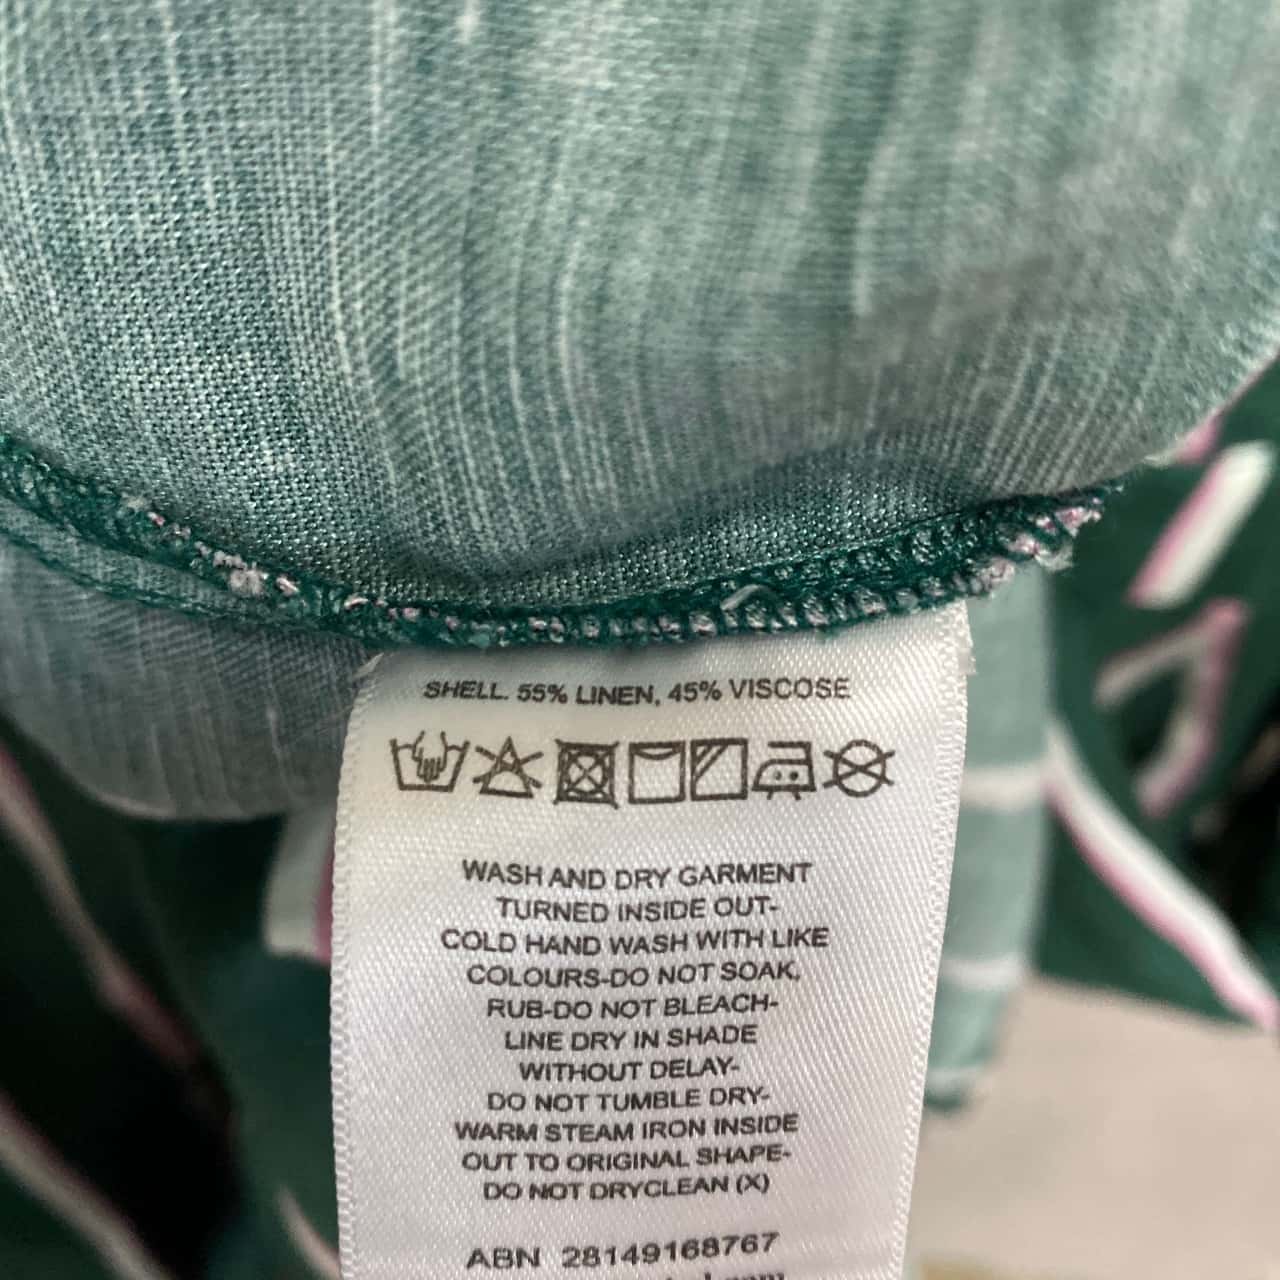 SHELL. 55% LINEN, 45% VISCOSE
WASH AND DRY GARMENT
TURNED INSIDE OUT-
COLD HAND WASH WITH LIKE
COLOURS-DO NOT SOAK,
RUB-DO NOT BLEACH-
LINE DRY IN SHADE
WITHOUT DELAY-
DO NOT TUMBLE DRY-
WARM STEAM IRON INSIDE
OUT TO ORIGINAL SHAPE-
DO NOT DRYCLEAN (X)
ABN 28149168767